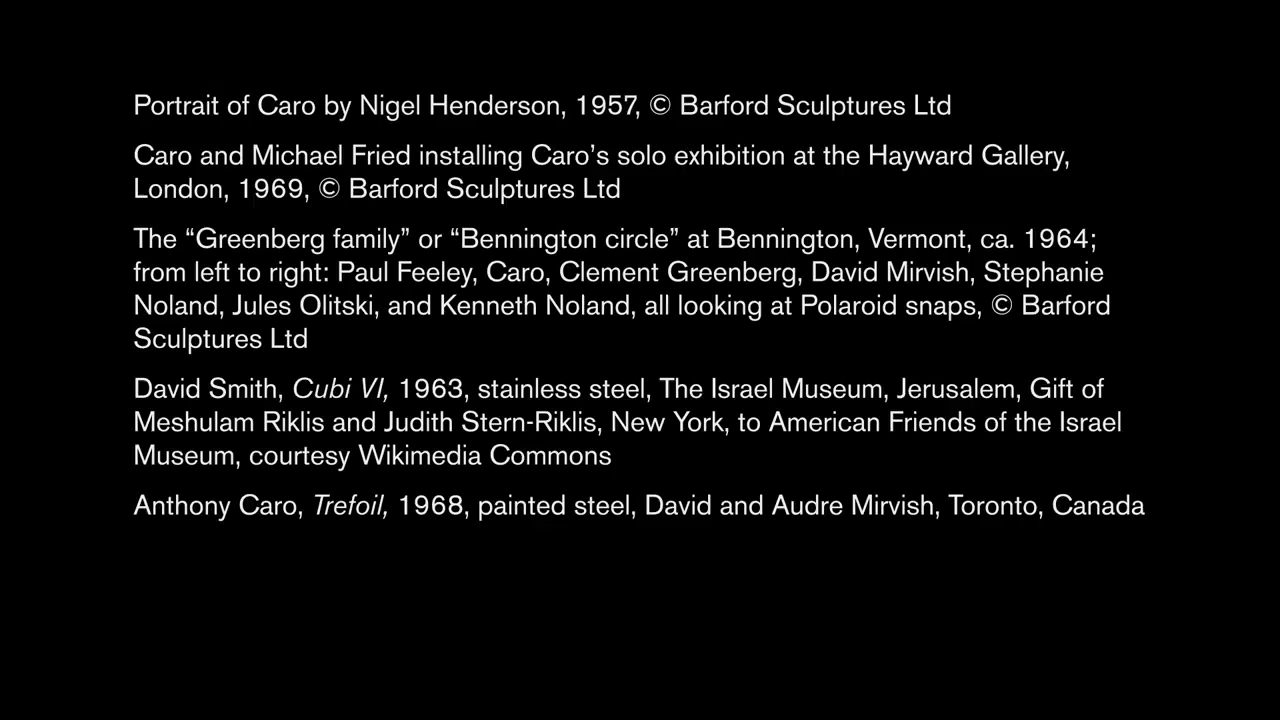 Portrait of Caro by Nigel Henderson, 1957, © Barford Sculptures Ltd
Caro and Michael Fried installing Caro’s solo exhibition at the Hayward Gallery,
London, 1969, © Barford Sculptures Ltd
The “Greenberg family” or “Bennington circle” at Bennington, Vermont, ca. 1964;
from left to right: Paul Feeley, Caro, Clement Greenberg, David Mirvish, Stephanie
Noland, Jules Olitski, and Kenneth Noland, all looking at Polaroid snaps, © Barford
Sculptures Ltd
David Smith, Cubi VI, 1963, stainless steel, The Israel Museum, Jerusalem, Gift of
Meshulam Riklis and Judith Stern-Riklis, New York, to American Friends of the Israel
Museum, courtesy Wikimedia Commons
Anthony Caro, Trefoil, 1968, painted steel, David and Audre Mirvish, Toronto, Canada